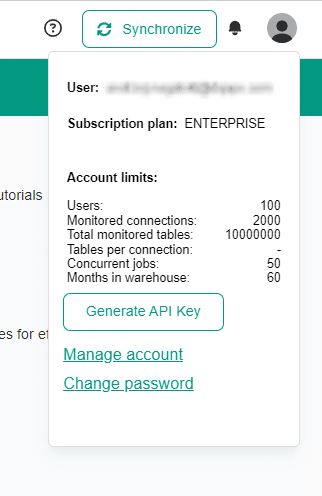 Synchronize
User:
Subscription plan: ENTERPRISE
Account limits:
utorials
Users: 100
Monitored connections: 2000
Total monitored tables: 10000000
Tables per connection: -
Concurrent jobs: 50
Months in warehouse: 60
Generate API Key
es for ef
Manage account
Change password